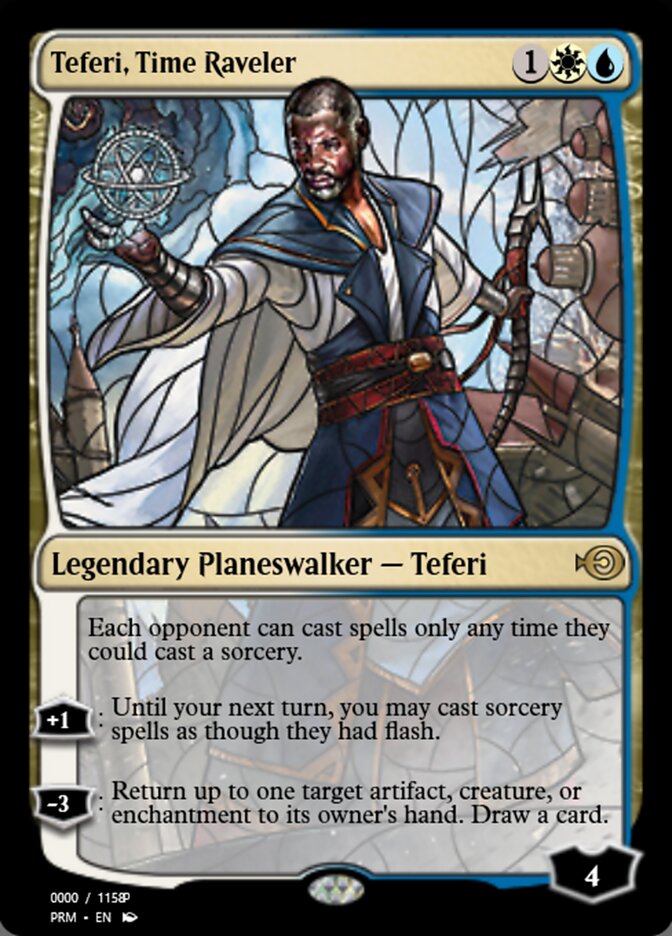 Teferi, Time Raveler
1
Legendary Planeswalker — Teferi
Each opponent can cast spells only any time they
could cast a sorcery.
+1 : Until your next turn, you may cast sorcery
spells as though they had flash.
−3 : Return up to one target artifact, creature, or
enchantment to its owner's hand. Draw a card.
4
0000 / 1158P
PRM • EN